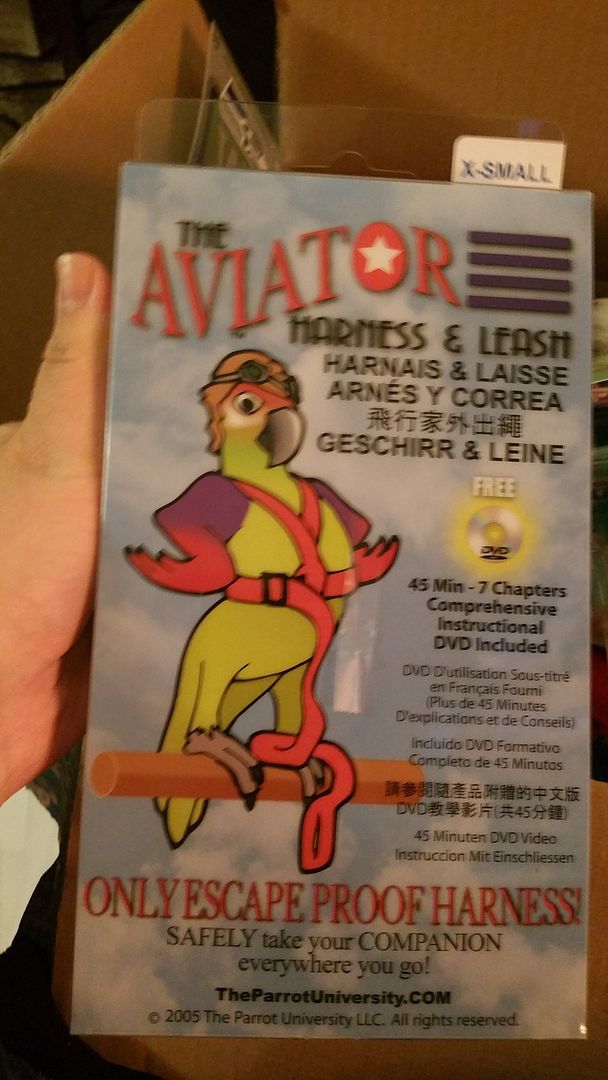 X-SMALL
THE
AVIATOR
TM
HARNESS & LEASH
HARNAIS & LAISSE
ARNÉS Y CORREA
飛行家外出繩
GESCHIRR & LEINE
FREE
DVD
45 Min - 7 Chapters
Comprehensive
Instructional
DVD Included
DVD D'utilisation Sous-titré
en Français Fourni
(Plus de 45 Minutes
D'explications et de Conseils)
Incluido DVD Formativo
Completo de 45 Minutos
請參閱隨產品附贈的中文版
DVD教學影片(共45分鐘)
45 Minuten DVD Video
Instruccion Mit Einschliessen
ONLY ESCAPE PROOF HARNESS!
SAFELY take your COMPANION
everywhere you go!
TheParrotUniversity.COM
© 2005 The Parrot University LLC. All rights reserved.